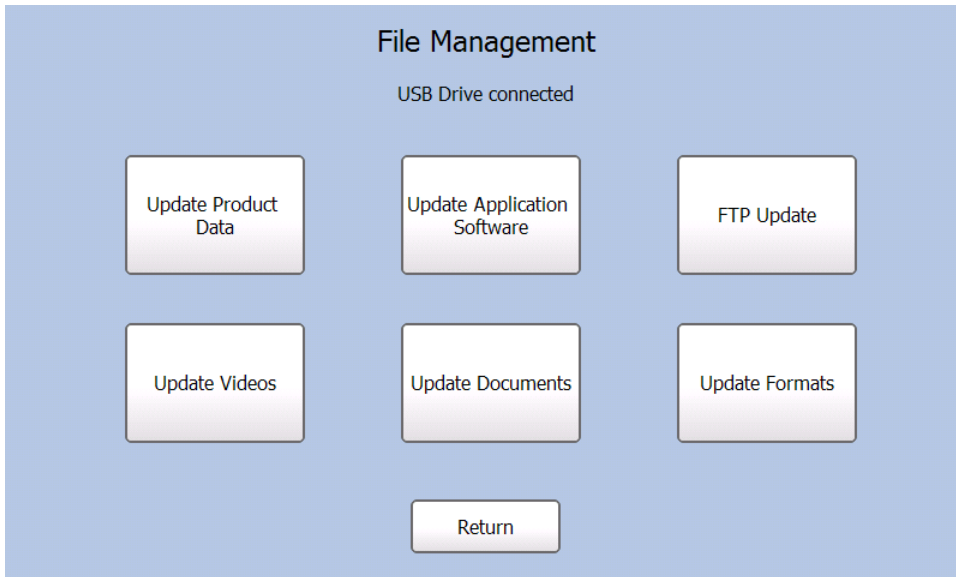 File Management
USB Drive connected
Update Product
Data
Update Application
Software
FTP Update
Update Videos
Update Documents
Update Formats
Return